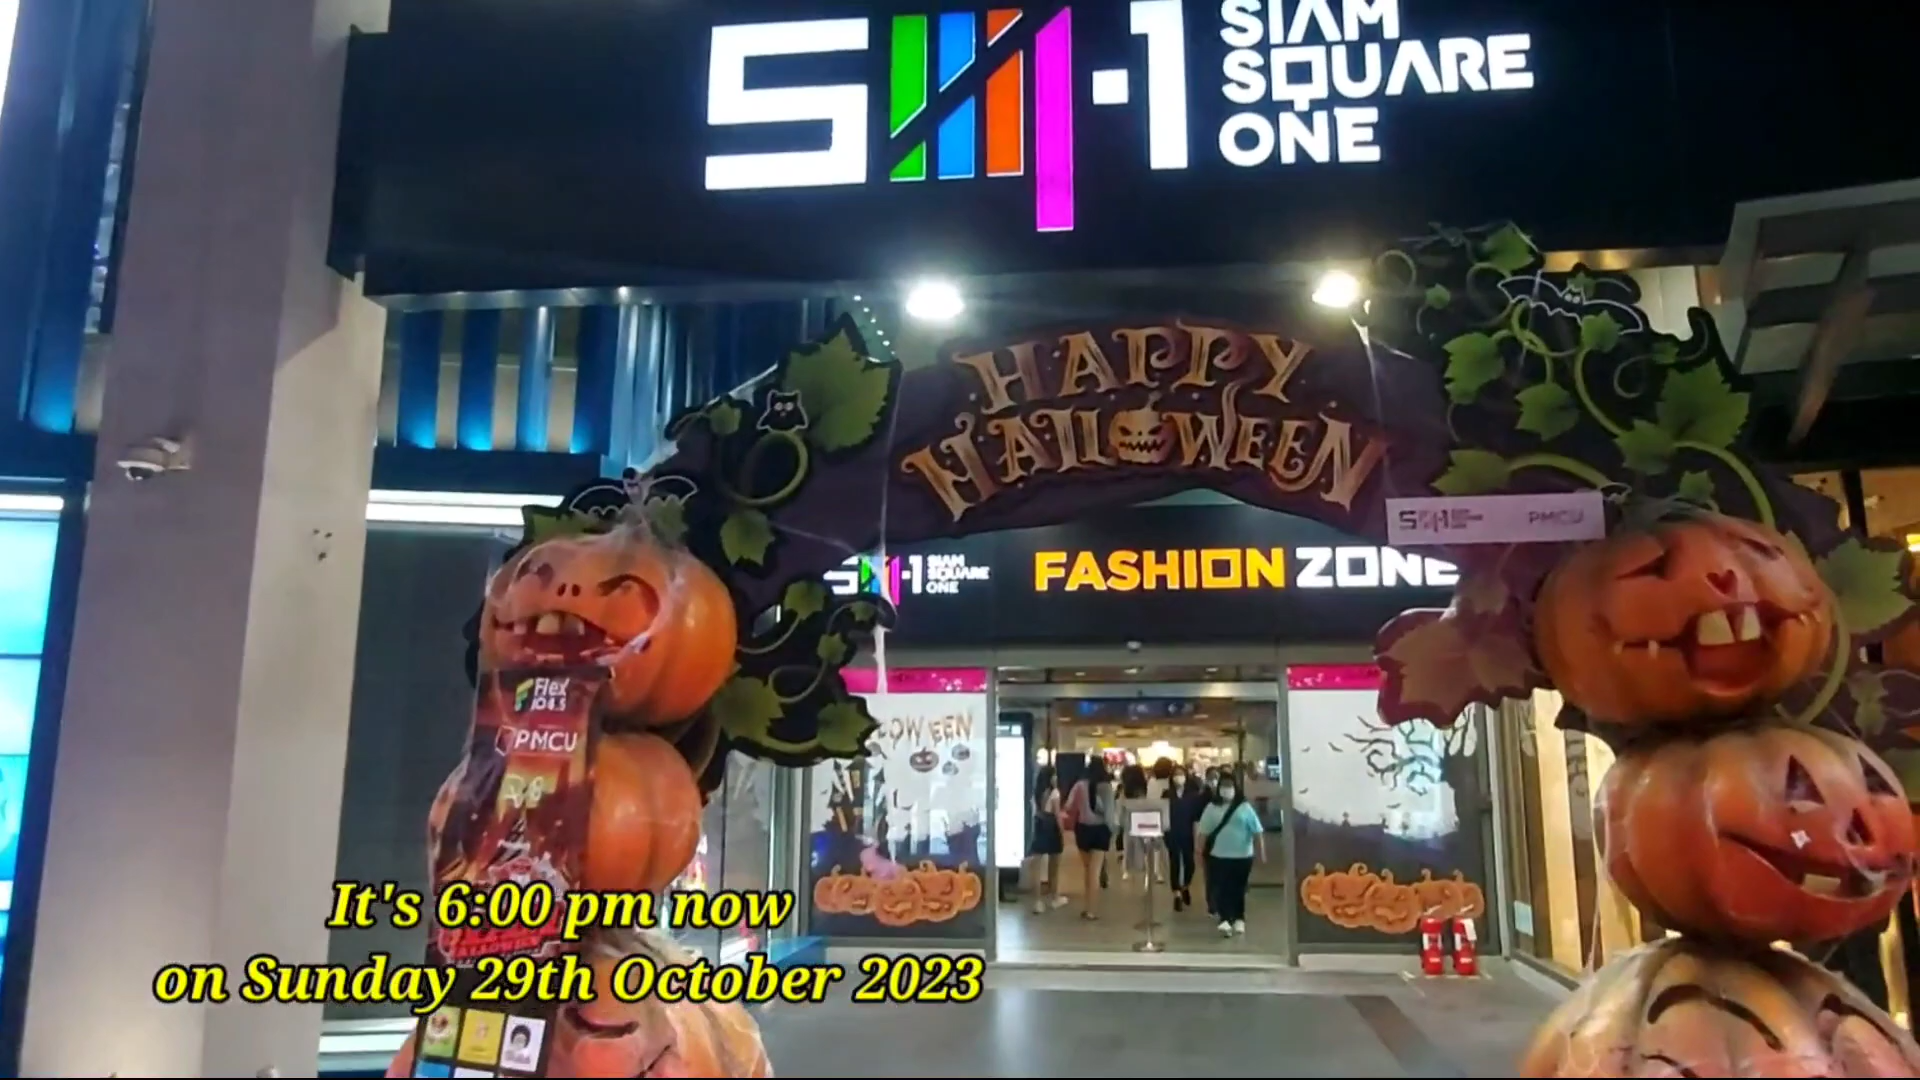 SIAM
SQUARE
ONE
HAPPY
HALLOWEEN
PMCU
SIAM
SQUARE
ONE
FASHION ZONE
Flex
104.5
PMCU
It's 6:00 pm now
on Sunday 29th October 2023